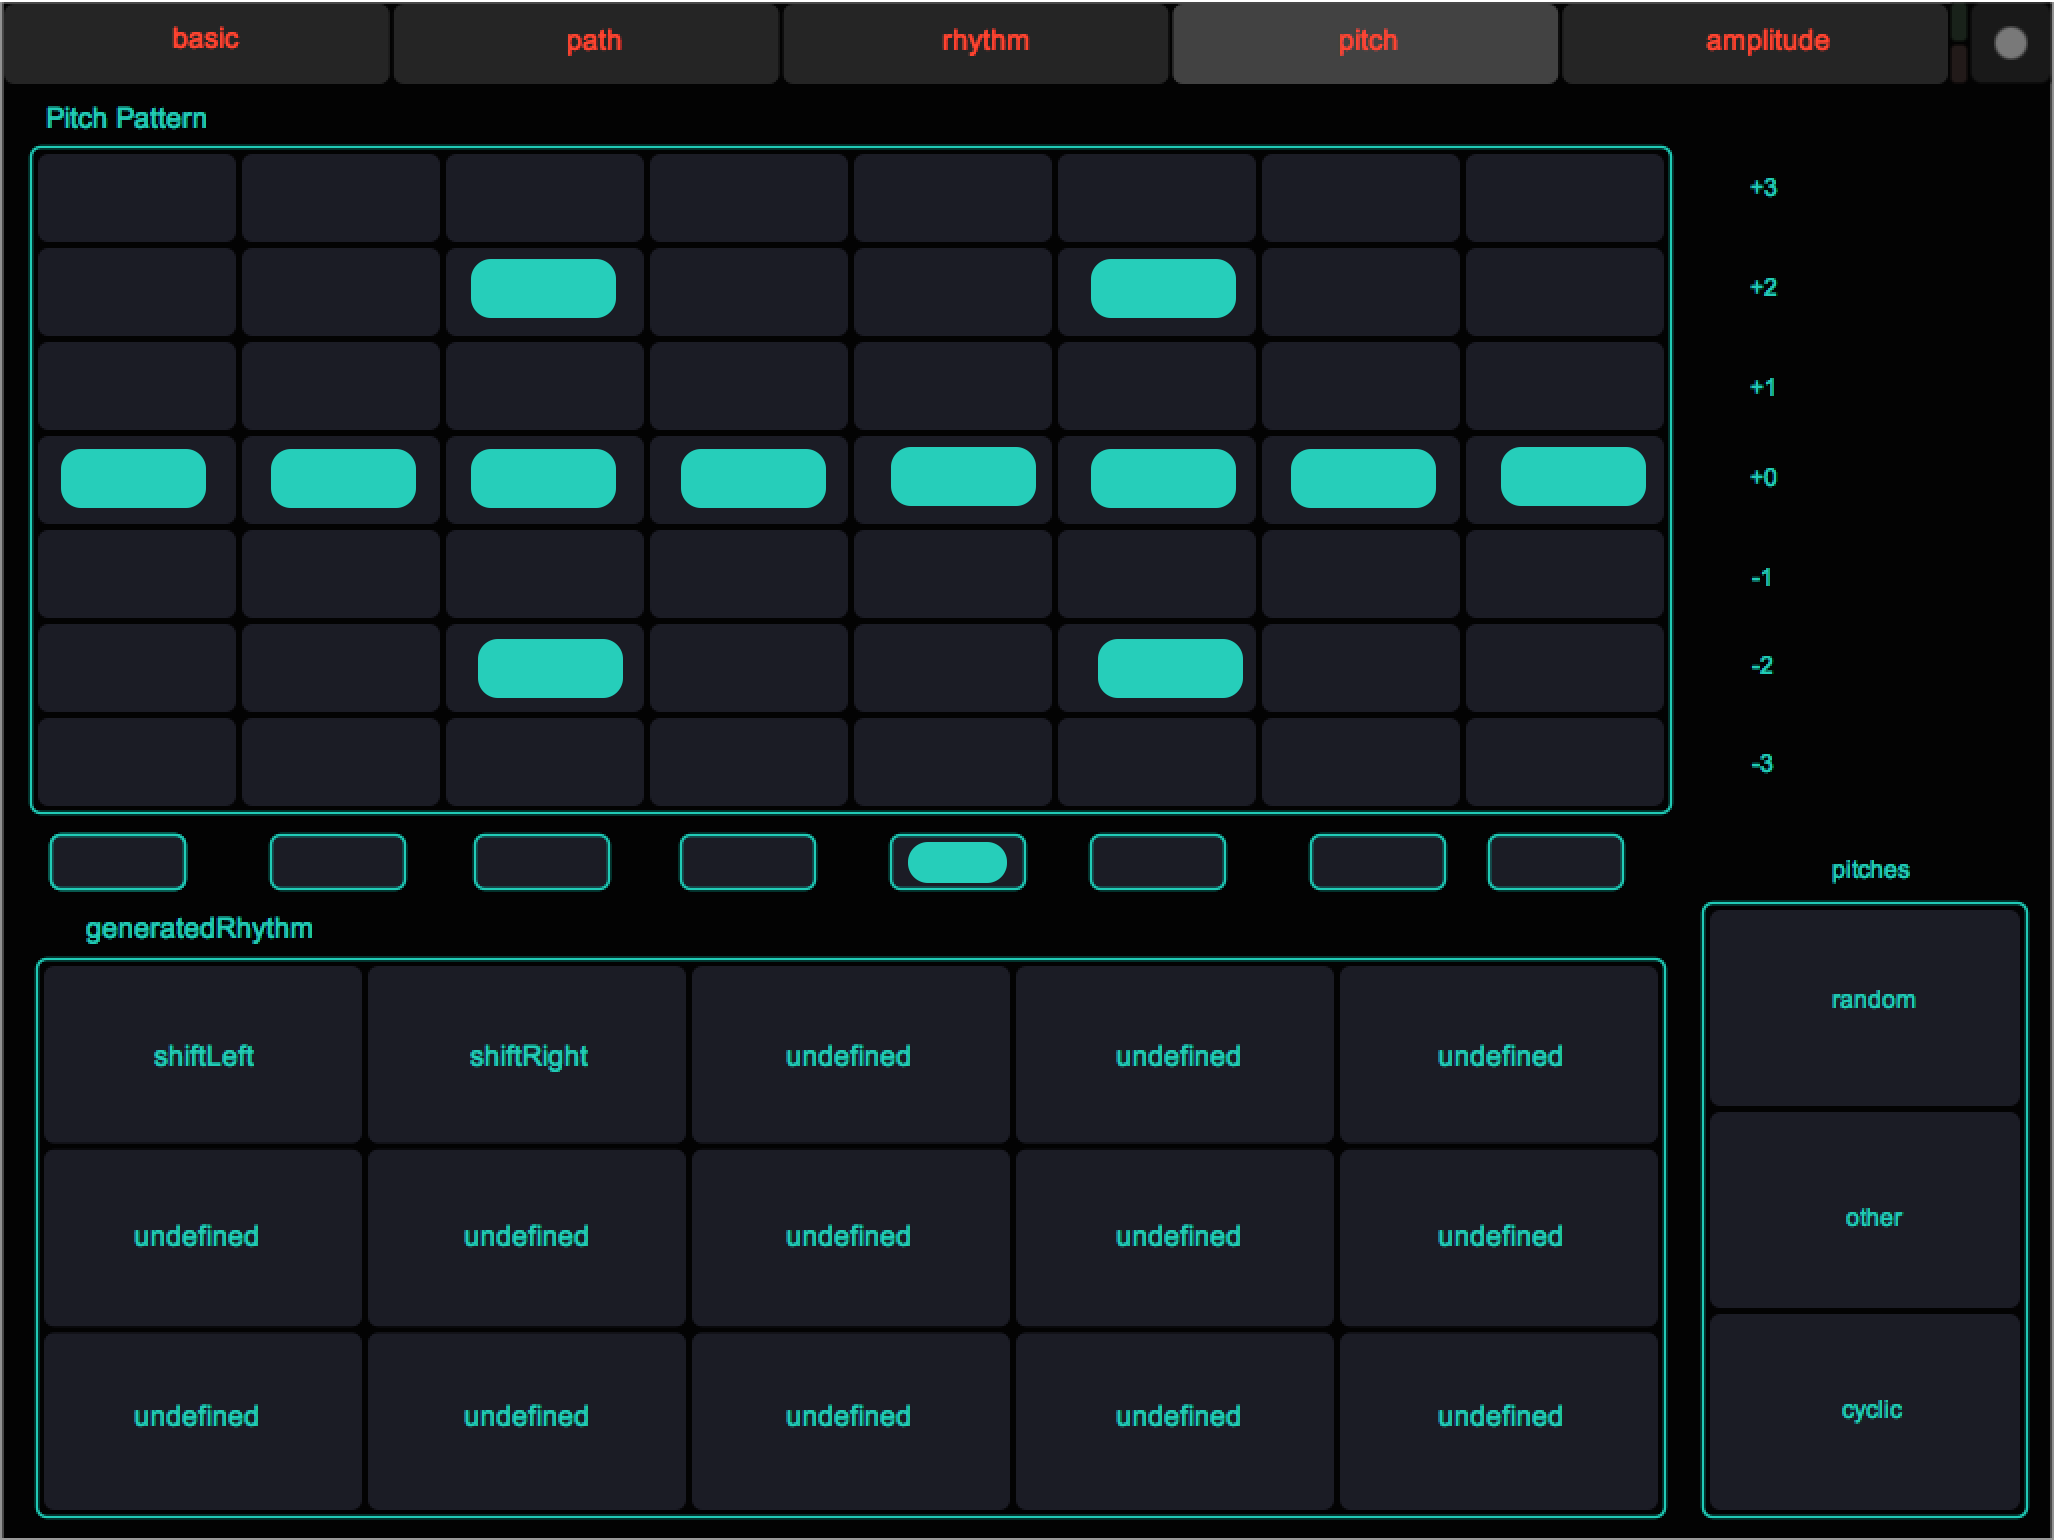 basic path rhythm pitch amplitude
Pitch Pattern
+3
+2
+1
+0
-1
-2
-3
pitches
generatedRhythm
random
shiftLeft shiftRight undefined undefined undefined
other
undefined undefined undefined undefined undefined
cyclic
undefined undefined undefined undefined undefined